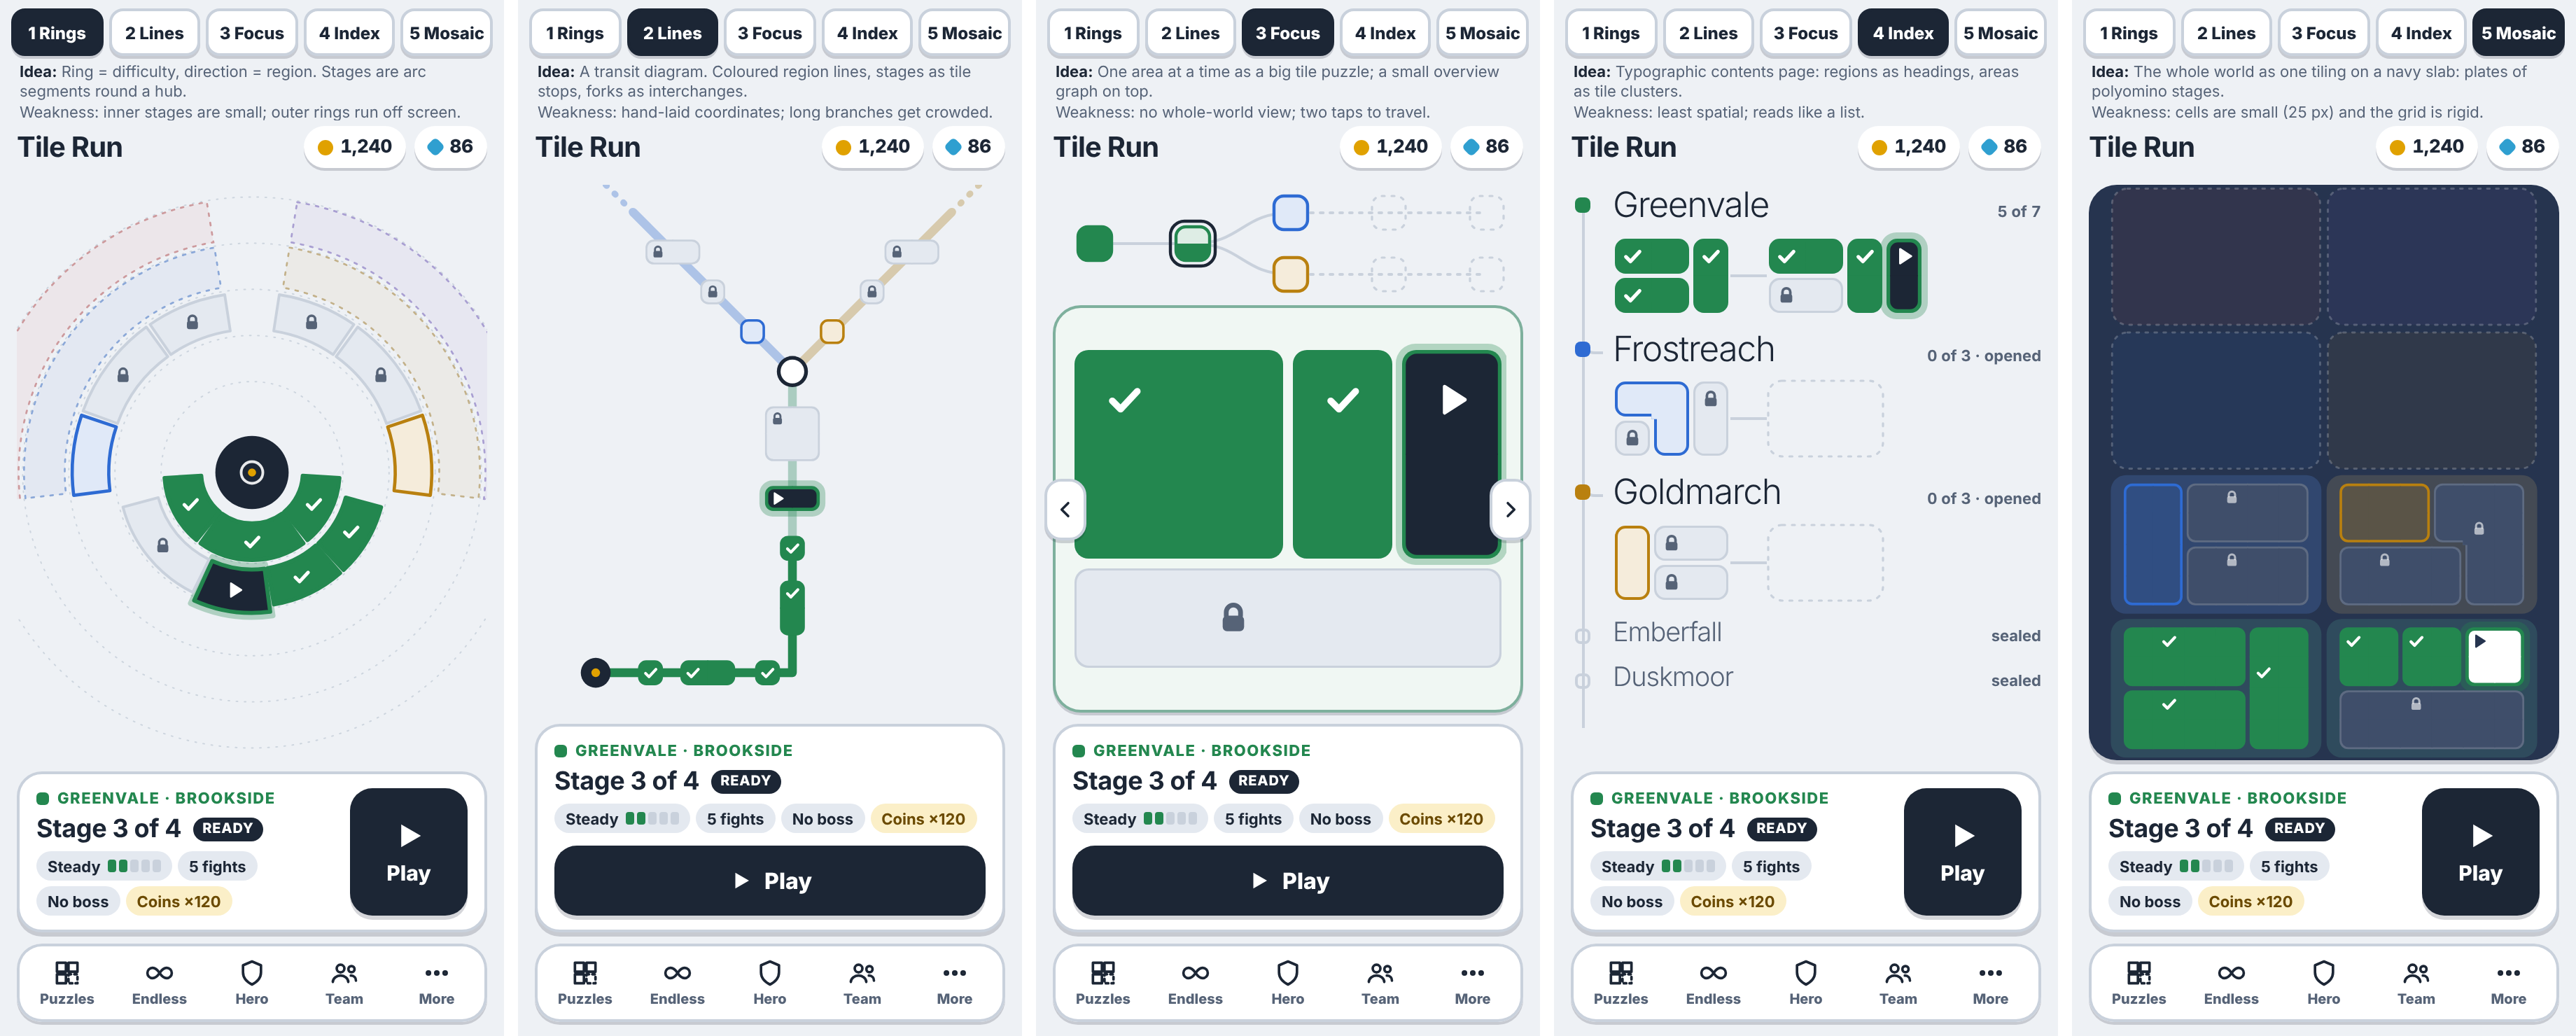 1 Rings 2 Lines 3 Focus 4 Index 5 Mosaic
Idea: Ring = difficulty, direction = region. Stages are arc
segments round a hub.
Weakness: inner stages are small; outer rings run off screen.
Tile Run 1,240 86
GREENVALE · BROOKSIDE
Stage 3 of 4 READY
Steady 5 fights
No boss Coins ×120
Play
Puzzles Endless Hero Team More
1 Rings 2 Lines 3 Focus 4 Index 5 Mosaic
Idea: A transit diagram. Coloured region lines, stages as tile
stops, forks as interchanges.
Weakness: hand-laid coordinates; long branches get crowded.
Tile Run 1,240 86
GREENVALE · BROOKSIDE
Stage 3 of 4 READY
Steady 5 fights No boss Coins ×120
Play
Puzzles Endless Hero Team More
1 Rings 2 Lines 3 Focus 4 Index 5 Mosaic
Idea: One area at a time as a big tile puzzle; a small overview
graph on top.
Weakness: no whole-world view; two taps to travel.
Tile Run 1,240 86
GREENVALE · BROOKSIDE
Stage 3 of 4 READY
Steady 5 fights No boss Coins ×120
Play
Puzzles Endless Hero Team More
1 Rings 2 Lines 3 Focus 4 Index 5 Mosaic
Idea: Typographic contents page: regions as headings, areas
as tile clusters.
Weakness: least spatial; reads like a list.
Tile Run 1,240 86
Greenvale 5 of 7
Frostreach 0 of 3 · opened
Goldmarch 0 of 3 · opened
Emberfall sealed
Duskmoor sealed
GREENVALE · BROOKSIDE
Stage 3 of 4 READY
Steady 5 fights
No boss Coins ×120
Play
Puzzles Endless Hero Team More
1 Rings 2 Lines 3 Focus 4 Index 5 Mosaic
Idea: The whole world as one tiling on a navy slab: plates of
polyomino stages.
Weakness: cells are small (25 px) and the grid is rigid.
Tile Run 1,240 86
GREENVALE · BROOKSIDE
Stage 3 of 4 READY
Steady 5 fights
No boss Coins ×120
Play
Puzzles Endless Hero Team More